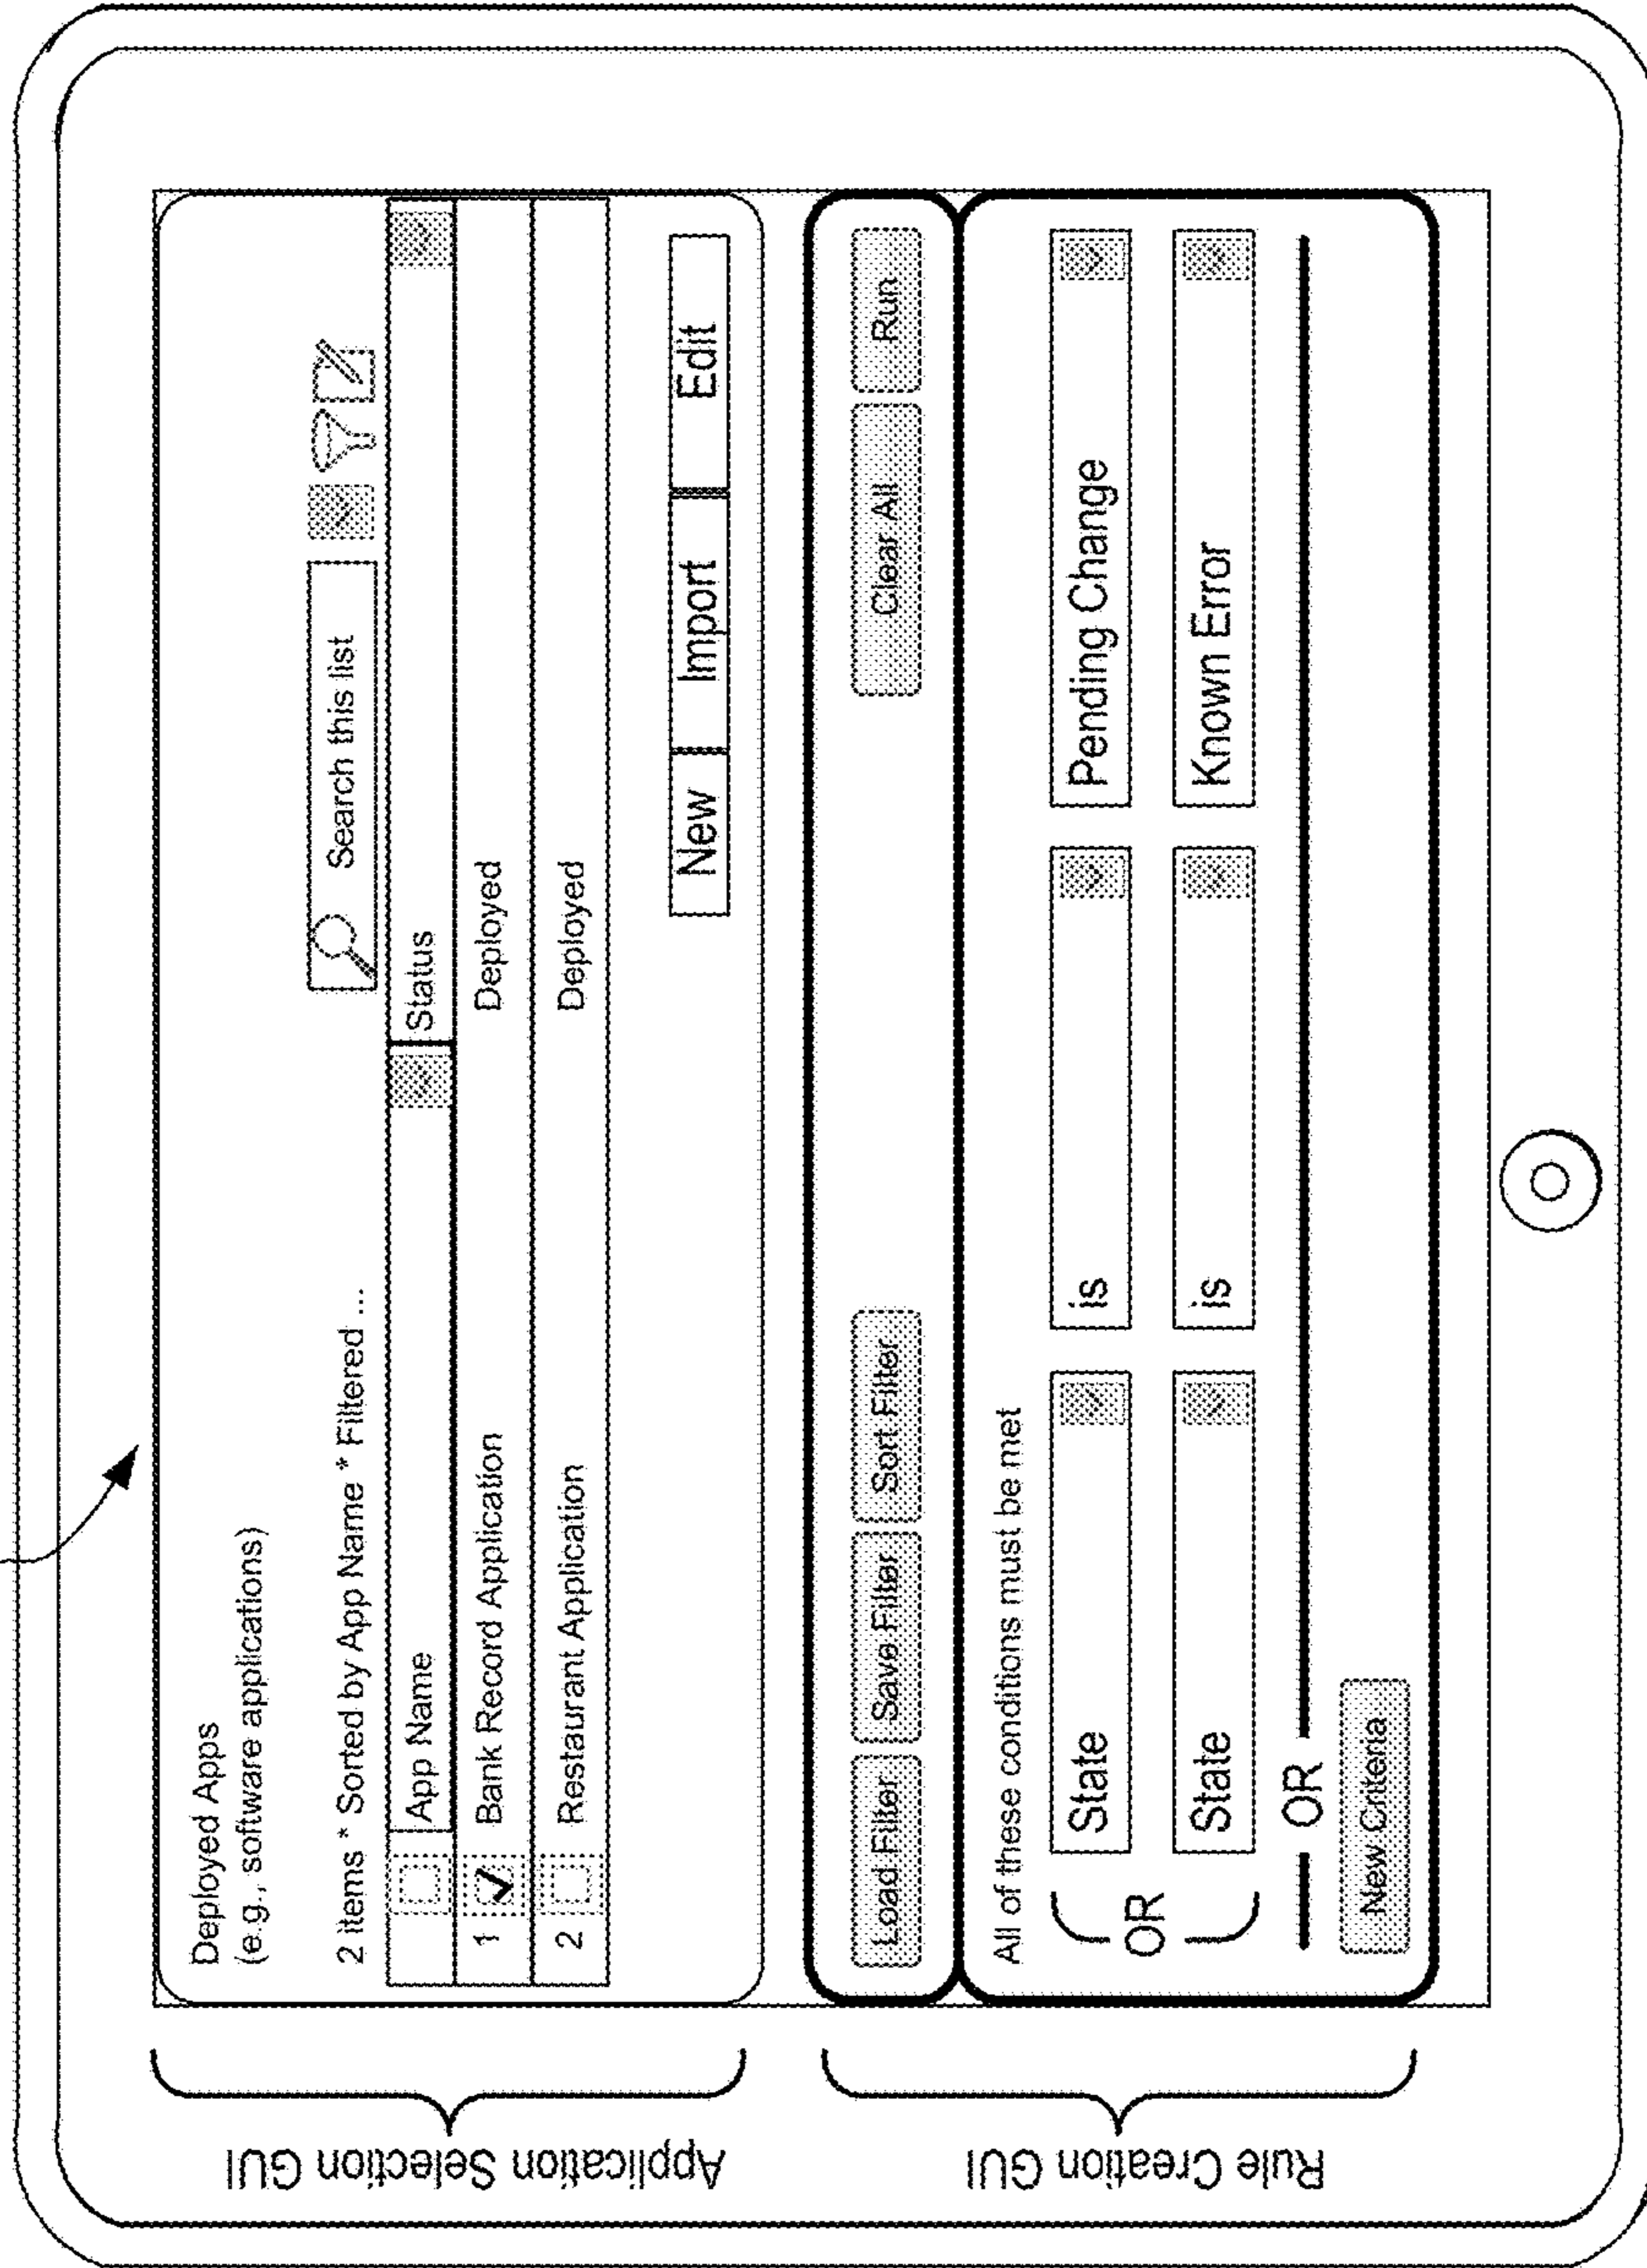 Application Selection GUI
Deployed Apps
(e.g., software applications)
2 items * Sorted by App Name * Filtered ...
Search this list
App Name Status
1 Bank Record Application Deployed
2 Restaurant Application Deployed
New Import Edit
Rule Creation GUI
Load Filter Save Filter Sort Filter Clear All Run
All of these conditions must be met
State is Pending Change
OR
State is Known Error
OR
New Criteria